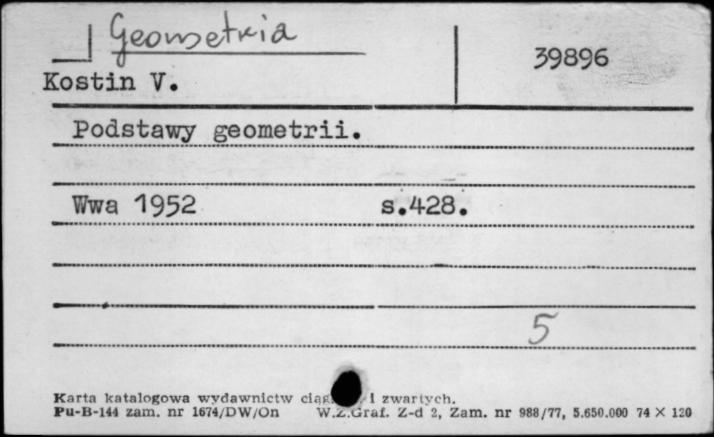 Geometria
39896
Kostin V.
Podstawy geometrii.
Wwa 1952 s.428.
5
Karta katalogowa wydawnictw i zwartych.
Pu-B-144 zam. nr 1674/DW/On W.Z.Graf. Z-d 2, Zam. nr 988/77, 5.650.000 74 × 120